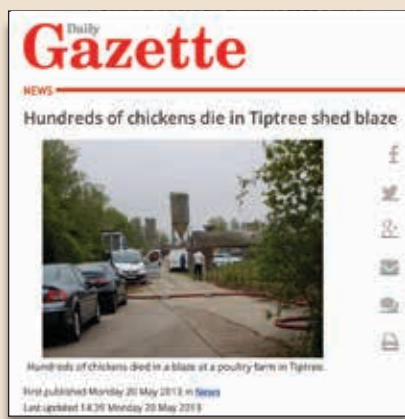 Daily
Gazette
NEWS
Hundreds of chickens die in Tiptree shed blaze
Hundreds of chickens died in a blaze at a poultry farm in Tiptree.
First published Monday 20 May 2013 in News
Last updated 14:39 Monday 20 May 2013